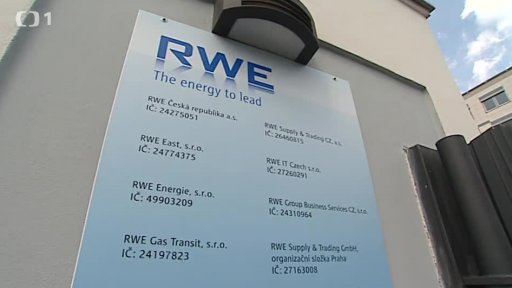 1
RWE
The energy to lead
RWE Česká republika a.s.
IČ: 24275051
RWE East, s.r.o.
IČ: 24774375
RWE Energie, s.r.o.
IČ: 49903209
RWE Gas Transit, s.r.o.
IČ: 24197823
RWE Supply & Trading CZ, a.s.
IČ: 26460815
RWE IT Czech s.r.o.
IČ: 27260291
RWE Group Business Services CZ, s.r.o.
IČ: 24310964
RWE Supply & Trading GmbH,
organizační složka Praha
IČ: 27163008